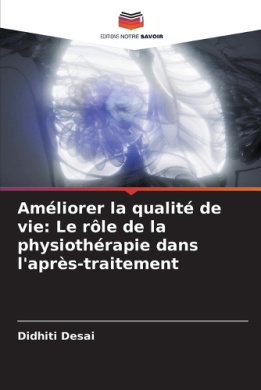 EDITIONS NOTRE SAVOIR
Améliorer la qualité de
vie: Le rôle de la
physiothérapie dans
l'après-traitement
Didhiti Desai